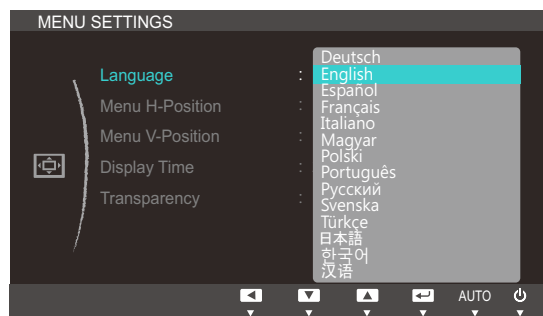 MENU SETTINGS
Language :
Menu H-Position :
Menu V-Position :
Display Time :
Transparency :
Deutsch
English
Español
Français
Italiano
Magyar
Polski
Português
Русский
Svenska
Türkçe
日本語
한국어
汉语
AUTO